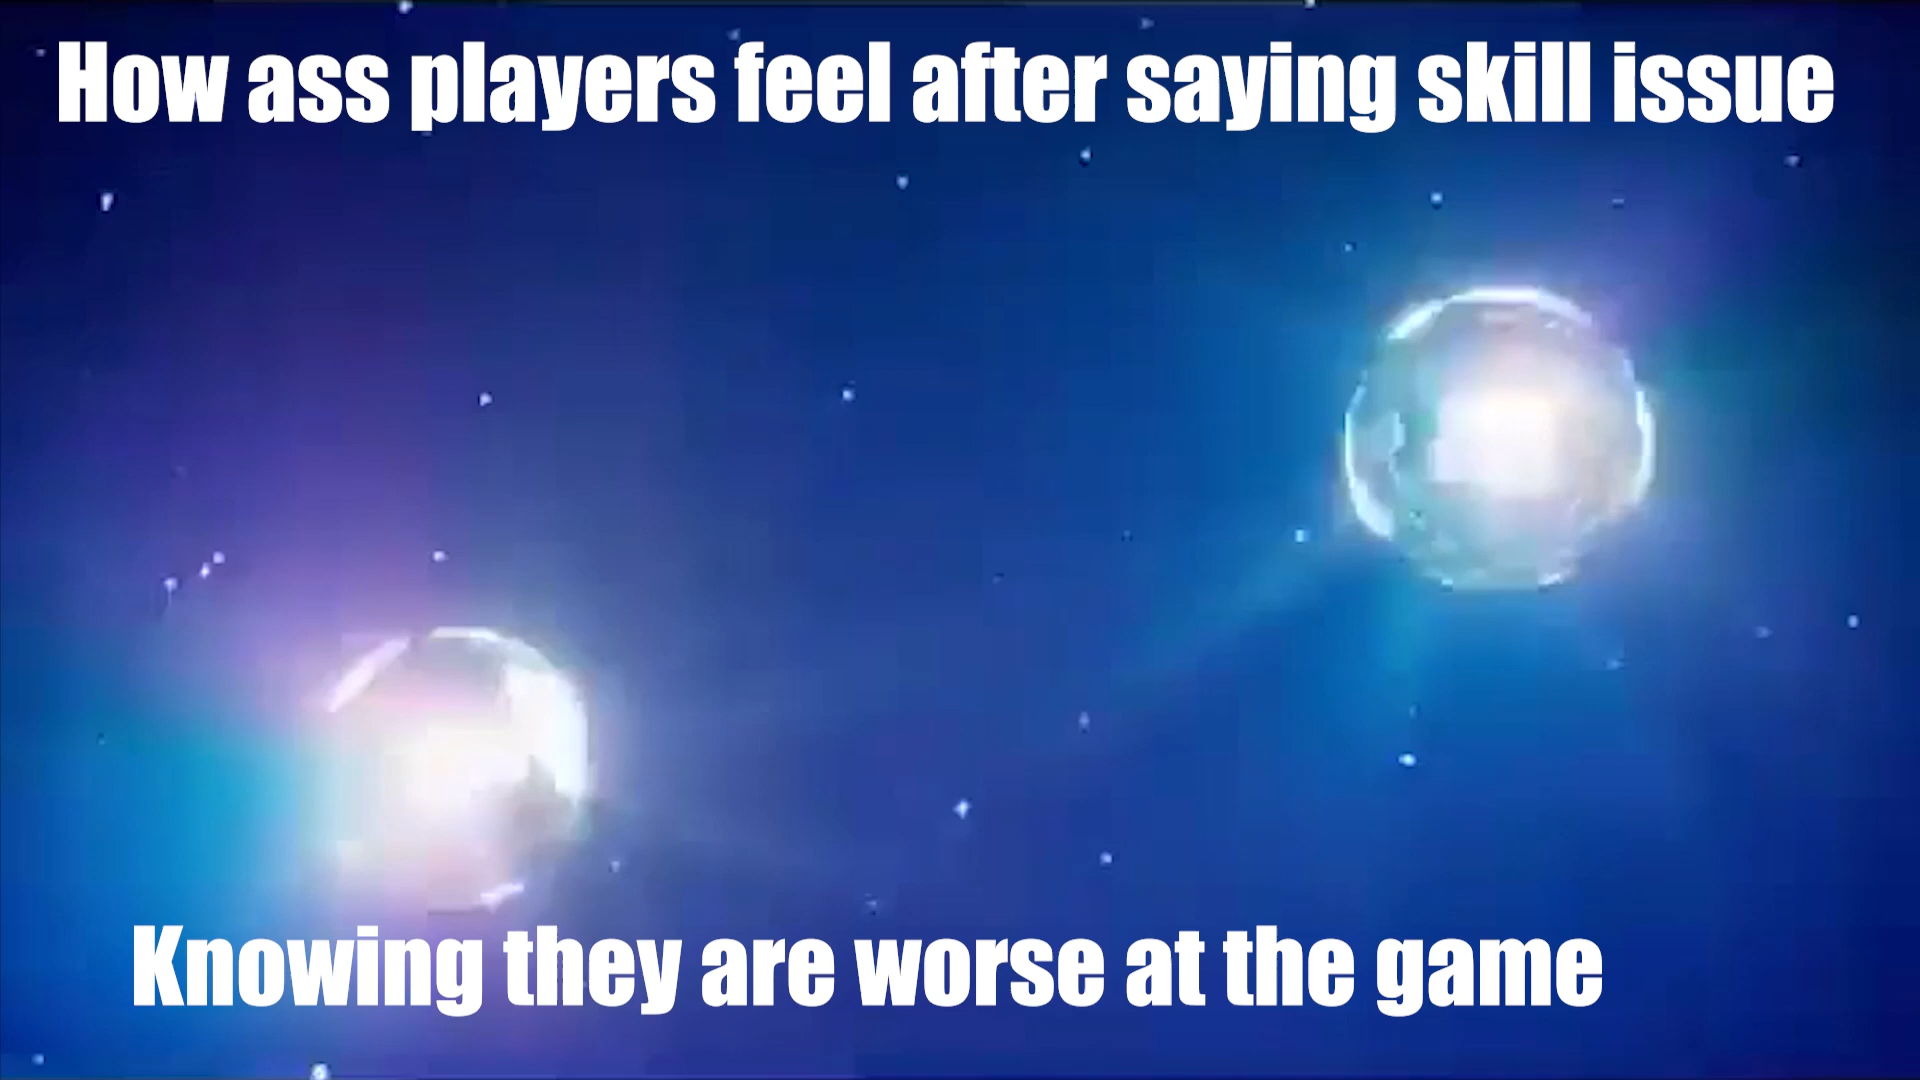 How ass players feel after saying skill issue
Knowing they are worse at the game